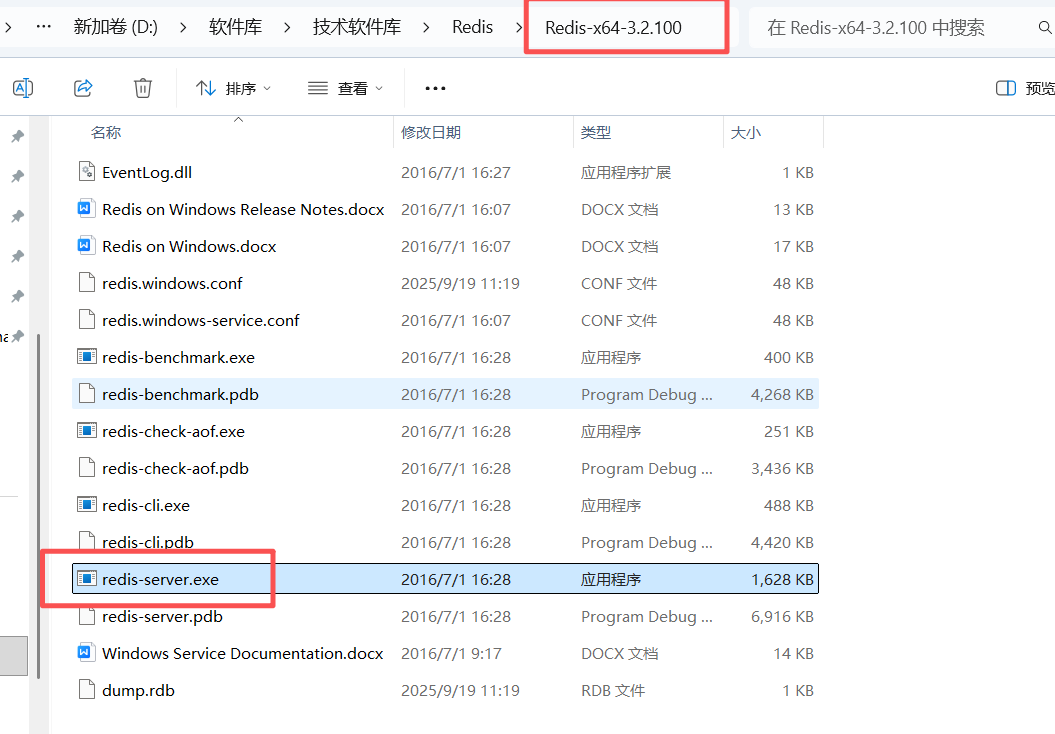 … 新加卷 (D:) 软件库 技术软件库 Redis Redis-x64-3.2.100 在 Redis-x64-3.2.100 中搜索
A 排序 查看 … 预览
名称 修改日期 类型 大小
EventLog.dll 2016/7/1 16:27 应用程序扩展 1 KB
Redis on Windows Release Notes.docx 2016/7/1 16:07 DOCX 文档 13 KB
Redis on Windows.docx 2016/7/1 16:07 DOCX 文档 17 KB
redis.windows.conf 2025/9/19 11:19 CONF 文件 48 KB
redis.windows-service.conf 2016/7/1 16:07 CONF 文件 48 KB
redis-benchmark.exe 2016/7/1 16:28 应用程序 400 KB
redis-benchmark.pdb 2016/7/1 16:28 Program Debug ... 4,268 KB
redis-check-aof.exe 2016/7/1 16:28 应用程序 251 KB
redis-check-aof.pdb 2016/7/1 16:28 Program Debug ... 3,436 KB
redis-cli.exe 2016/7/1 16:28 应用程序 488 KB
redis-cli.pdb 2016/7/1 16:28 Program Debug ... 4,420 KB
redis-server.exe 2016/7/1 16:28 应用程序 1,628 KB
redis-server.pdb 2016/7/1 16:28 Program Debug ... 6,916 KB
Windows Service Documentation.docx 2016/7/1 9:17 DOCX 文档 14 KB
dump.rdb 2025/9/19 11:19 RDB 文件 1 KB